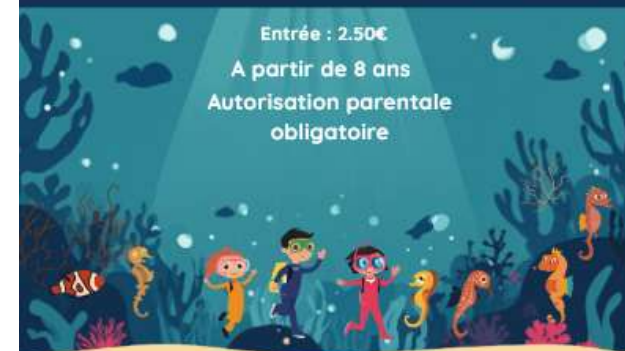 Entrée : 2.50€
A partir de 8 ans
Autorisation parentale
obligatoire